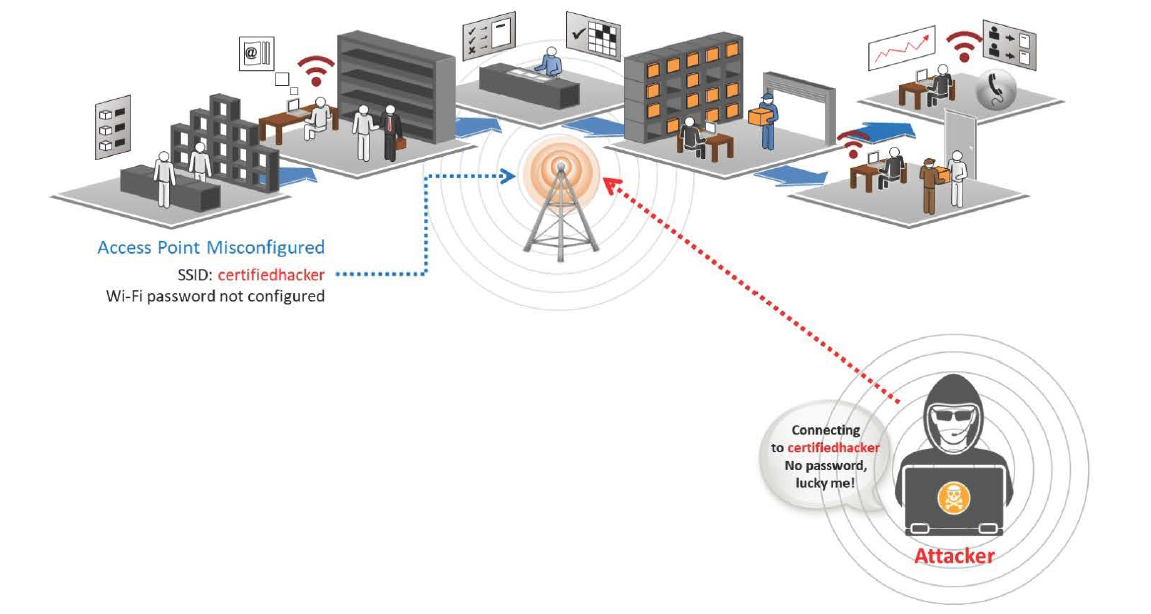 @
Access Point Misconfigured
SSID: certifiedhacker
Wi-Fi password not configured
Connecting
to certifiedhacker
No password,
lucky me!
Attacker